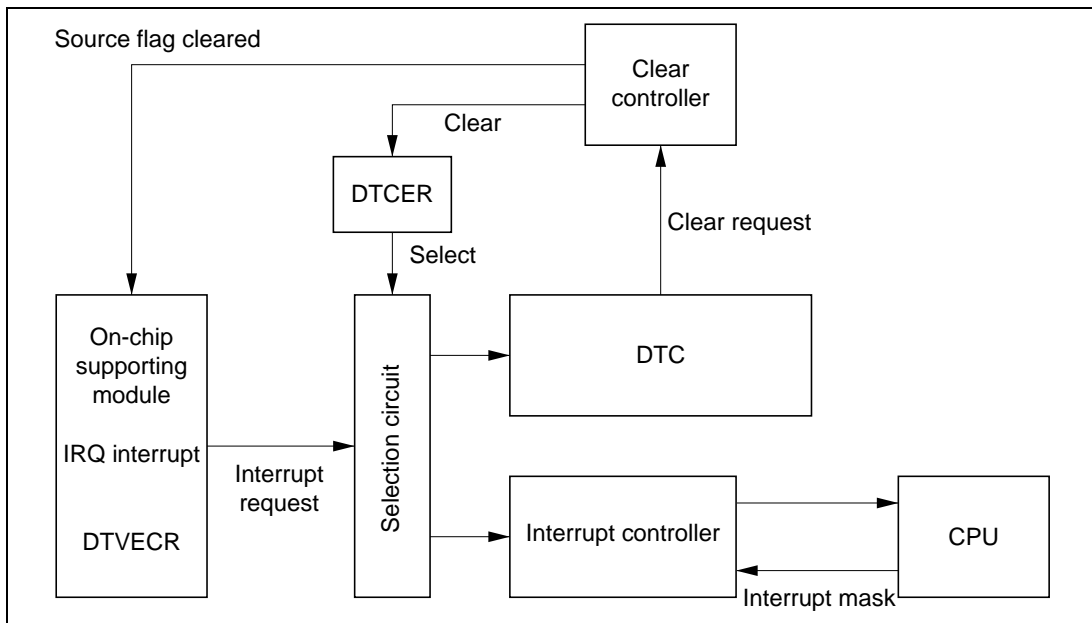 Source flag cleared
Clear
controller
Clear
DTCER
Clear request
Select
On-chip
supporting
module
IRQ interrupt
DTVECR
Interrupt
request
Selection circuit
DTC
Interrupt controller
CPU
Interrupt mask